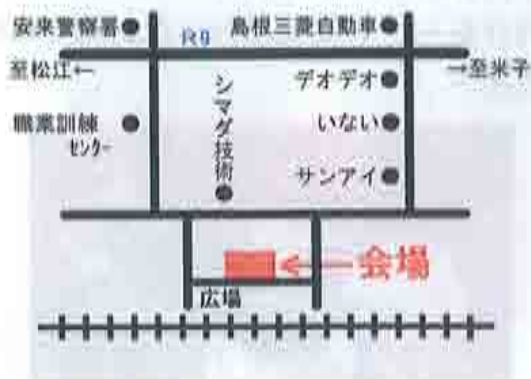 安来警察署
R9
島根三菱自動車
至松江←
デオデオ
→至米子
シマダ技術
職業訓練
センター
いない
サンアイ
←会場
広場